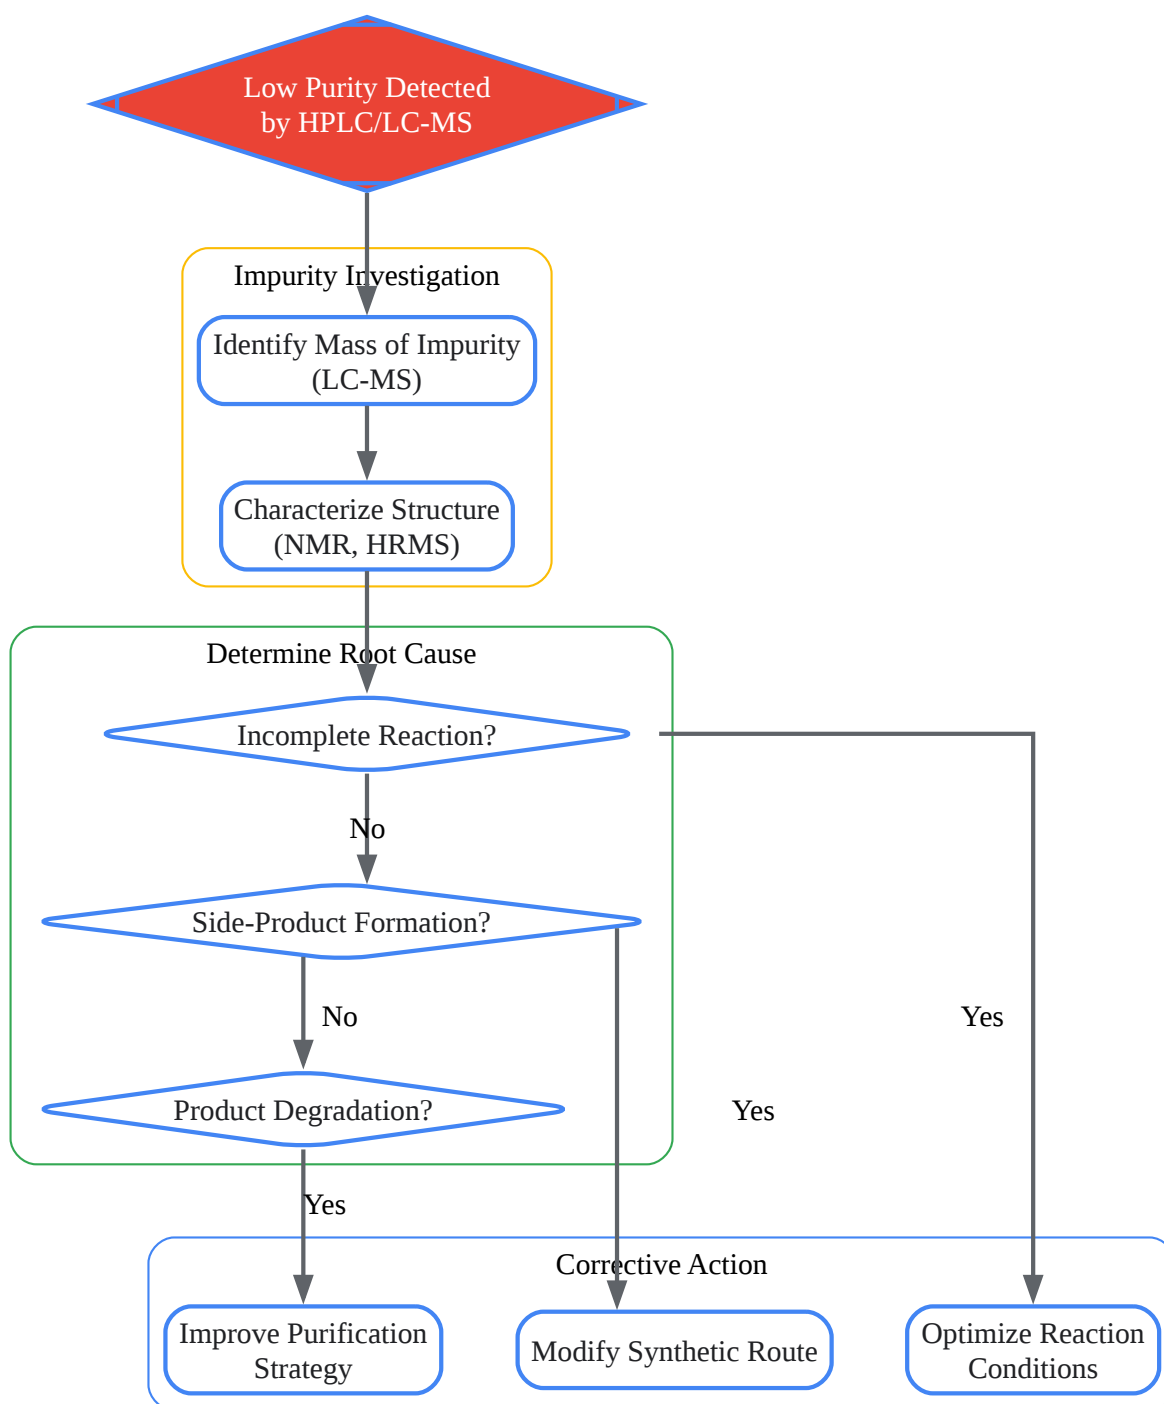 Low Purity Detected
by HPLC/LC-MS
Impurity Investigation
Identify Mass of Impurity
(LC-MS)
Characterize Structure
(NMR, HRMS)
Determine Root Cause
Incomplete Reaction?
No
Side-Product Formation?
No
Yes
Product Degradation?
Yes
Yes
Corrective Action
Improve Purification
Strategy
Modify Synthetic Route
Optimize Reaction
Conditions